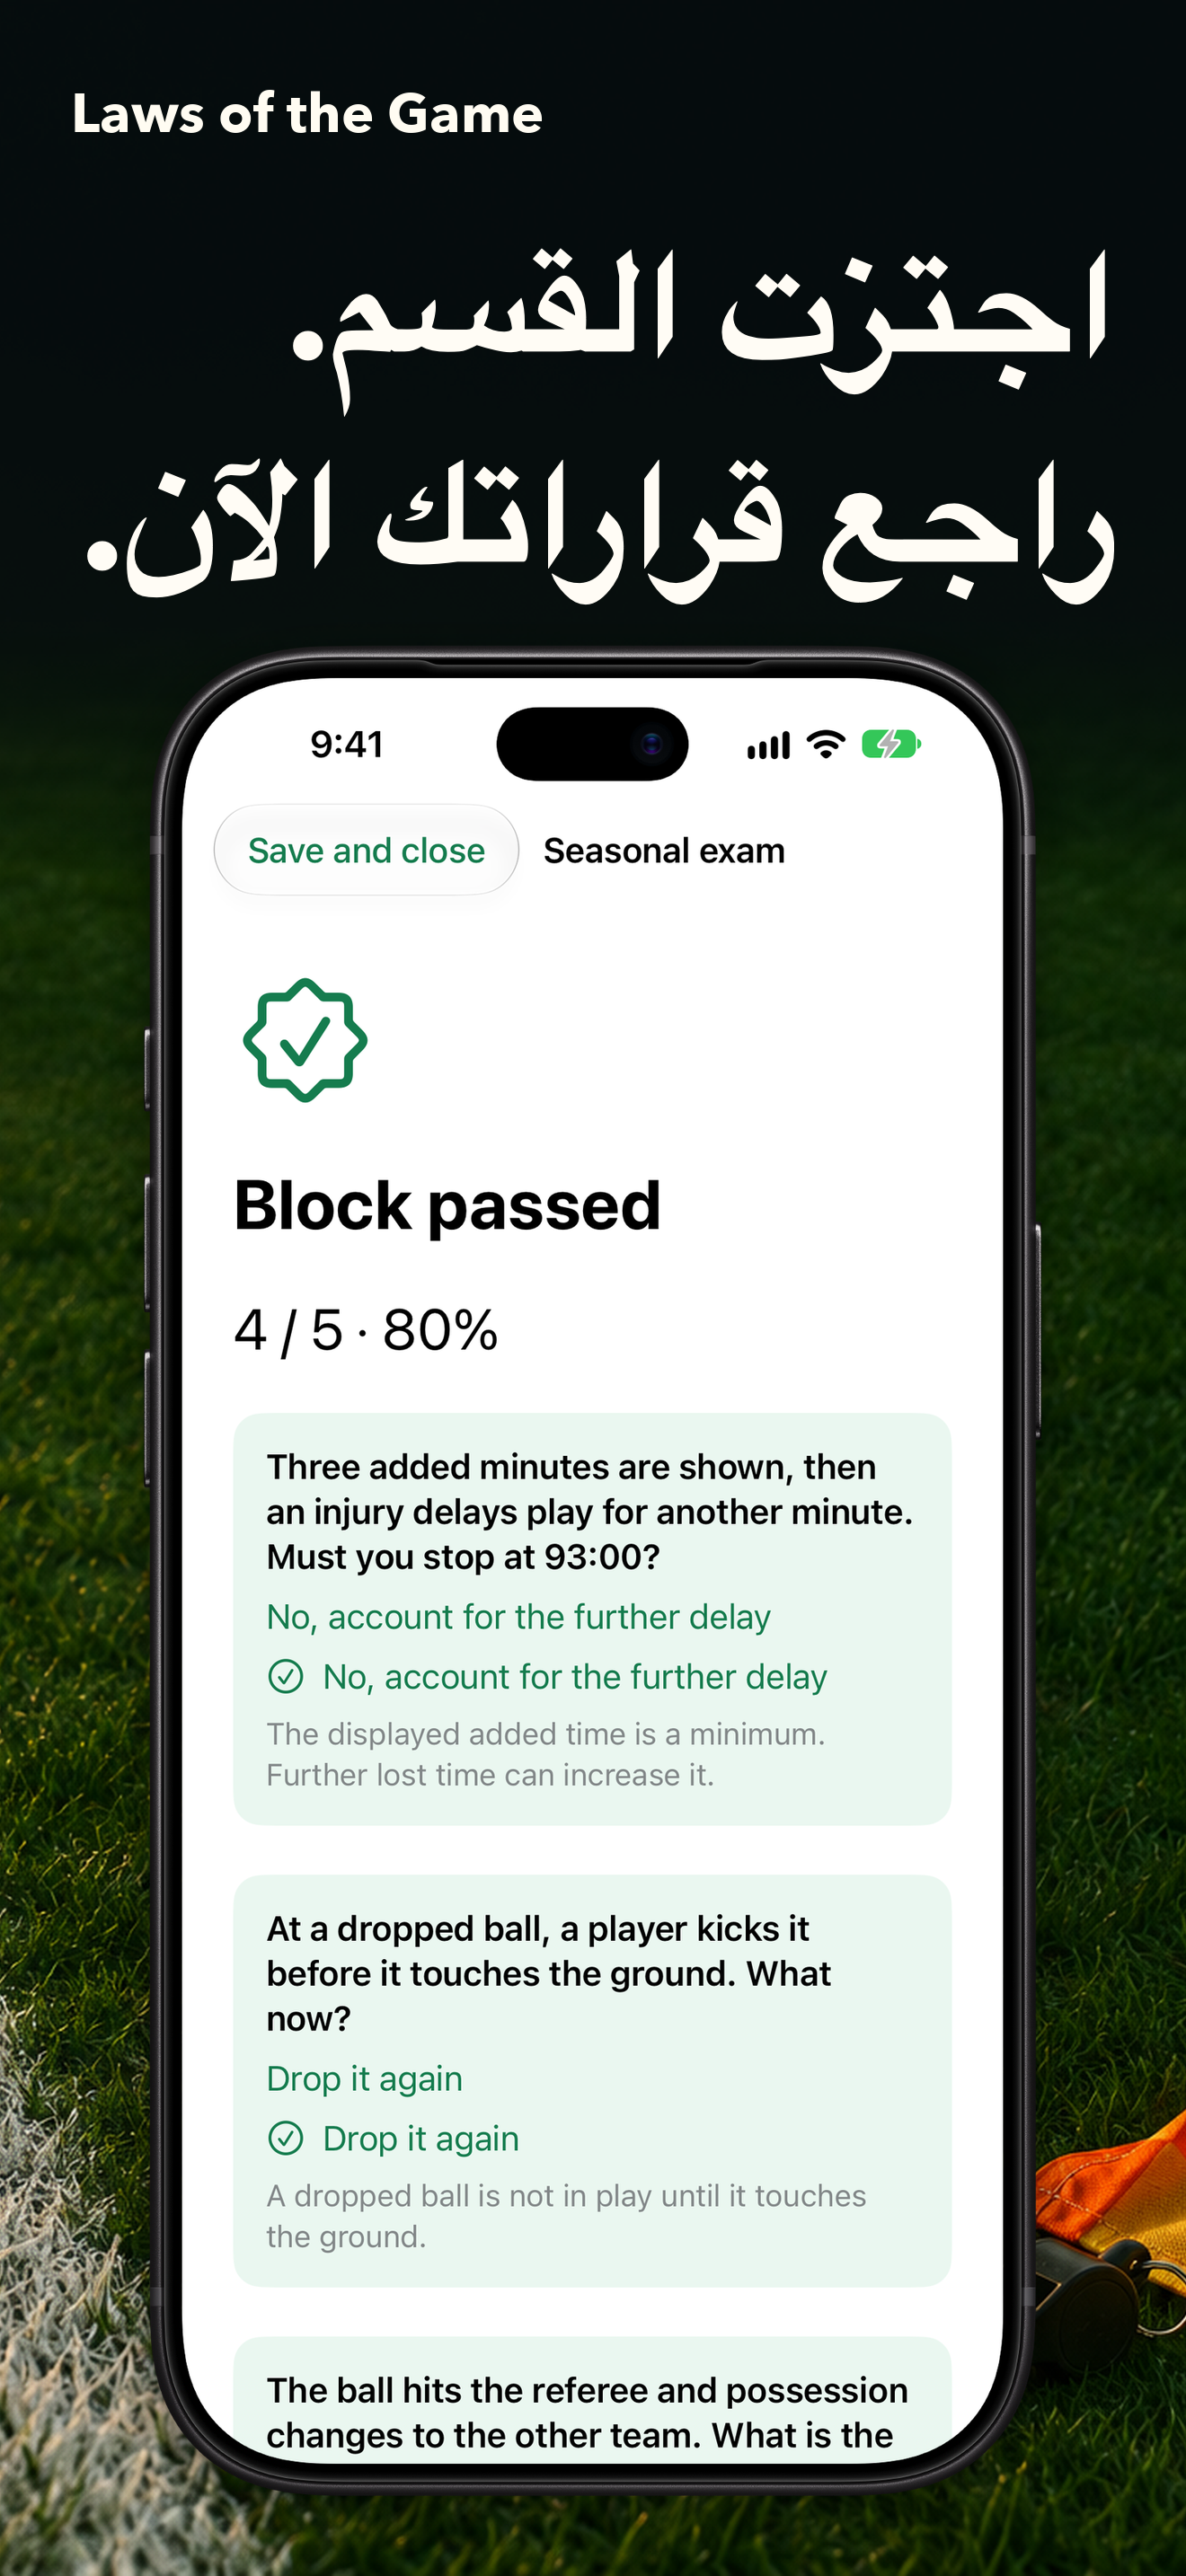 Laws of the Game
اجتزت القسم.
راجع قراراتك الآن.
9:41
Save and close Seasonal exam
Block passed
4 / 5 · 80%
Three added minutes are shown, then
an injury delays play for another minute.
Must you stop at 93:00?
No, account for the further delay
No, account for the further delay
The displayed added time is a minimum.
Further lost time can increase it.
At a dropped ball, a player kicks it
before it touches the ground. What
now?
Drop it again
Drop it again
A dropped ball is not in play until it touches
the ground.
The ball hits the referee and possession
changes to the other team. What is the